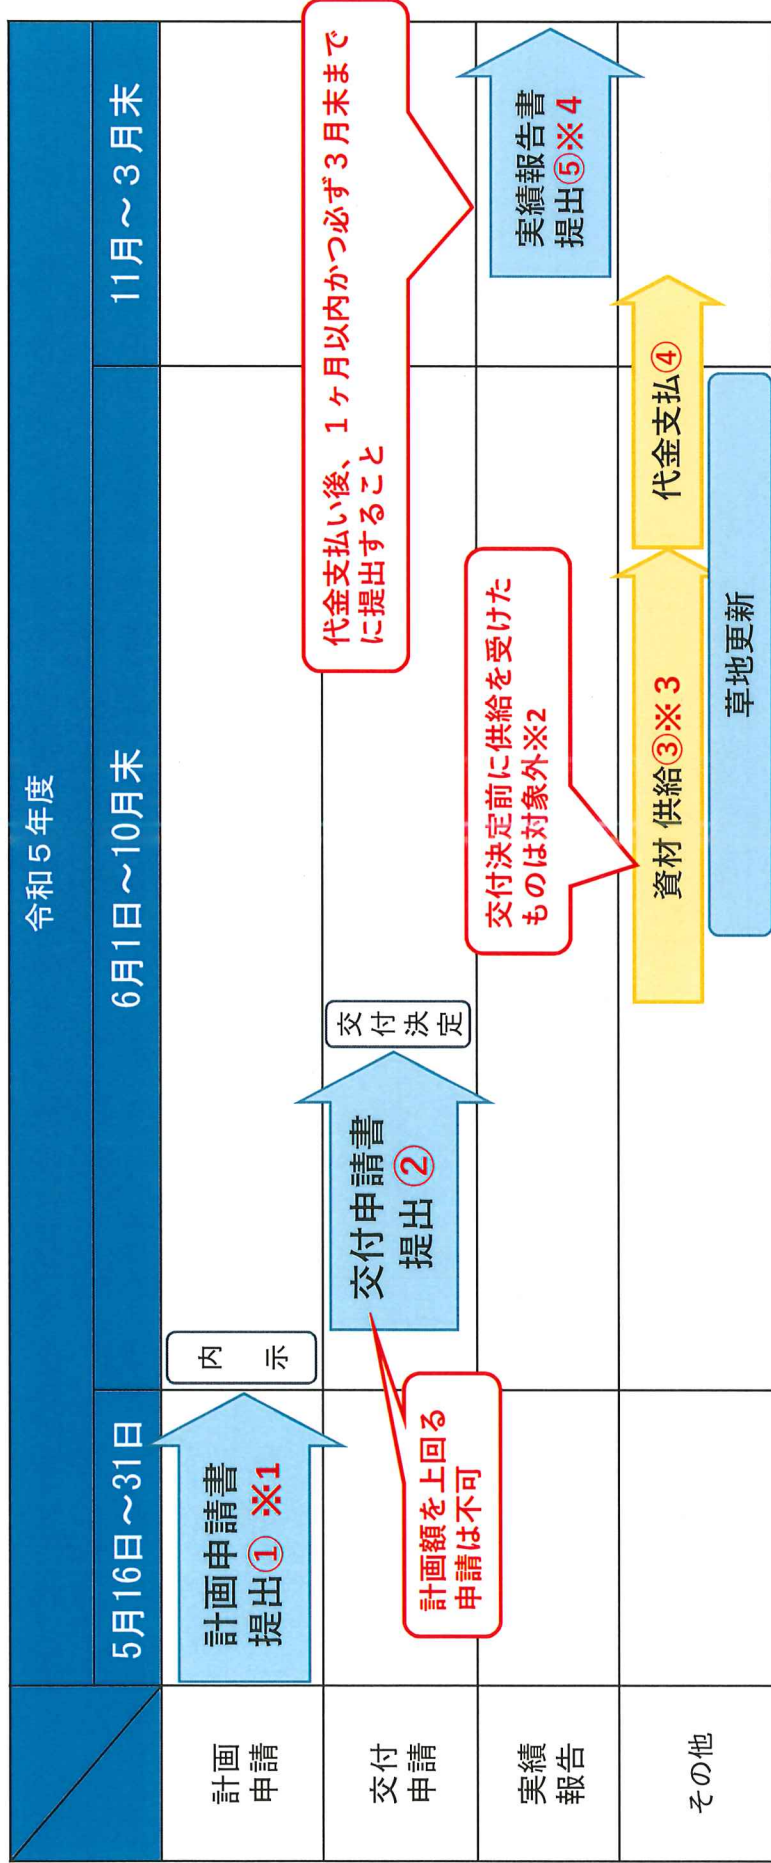 令和５年度
5月16日～31日
6月1日～10月末
11月～３月末
計画
申請
計画申請書
提出① ※1
内示
交付
申請
計画額を上回る
申請は不可
交付申請書
提出②
交付決定
代金支払い後、１ヶ月以内かつ必ず３月末まで
に提出すること
実績
報告
実績報告書
提出⑤※4
交付決定前に供給を受けた
ものは対象外※2
その他
資材 供給③※3
代金支払④
草地更新